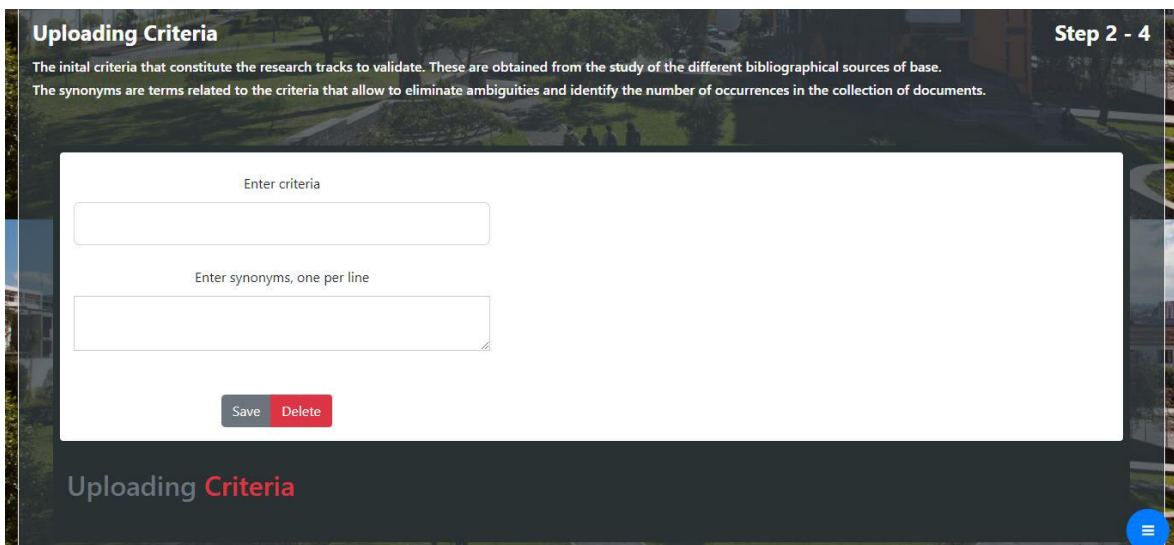 Uploading Criteria
Step 2 - 4
The inital criteria that constitute the research tracks to validate. These are obtained from the study of the different bibliographical sources of base.
The synonyms are terms related to the criteria that allow to eliminate ambiguities and identify the number of occurrences in the collection of documents.
Enter criteria
Enter synonyms, one per line
Save Delete
Uploading Criteria